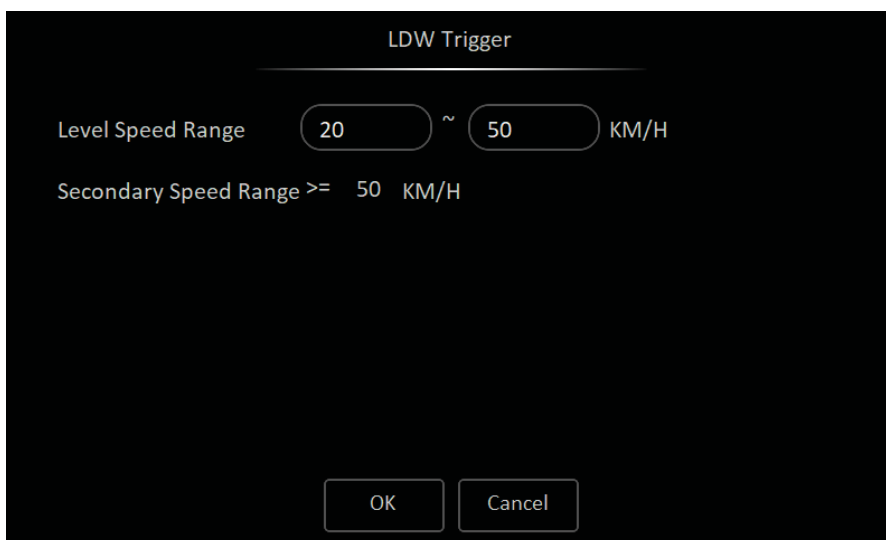 LDW Trigger
Level Speed Range 20 ~ 50 KM/H
Secondary Speed Range >= 50 KM/H
OK Cancel